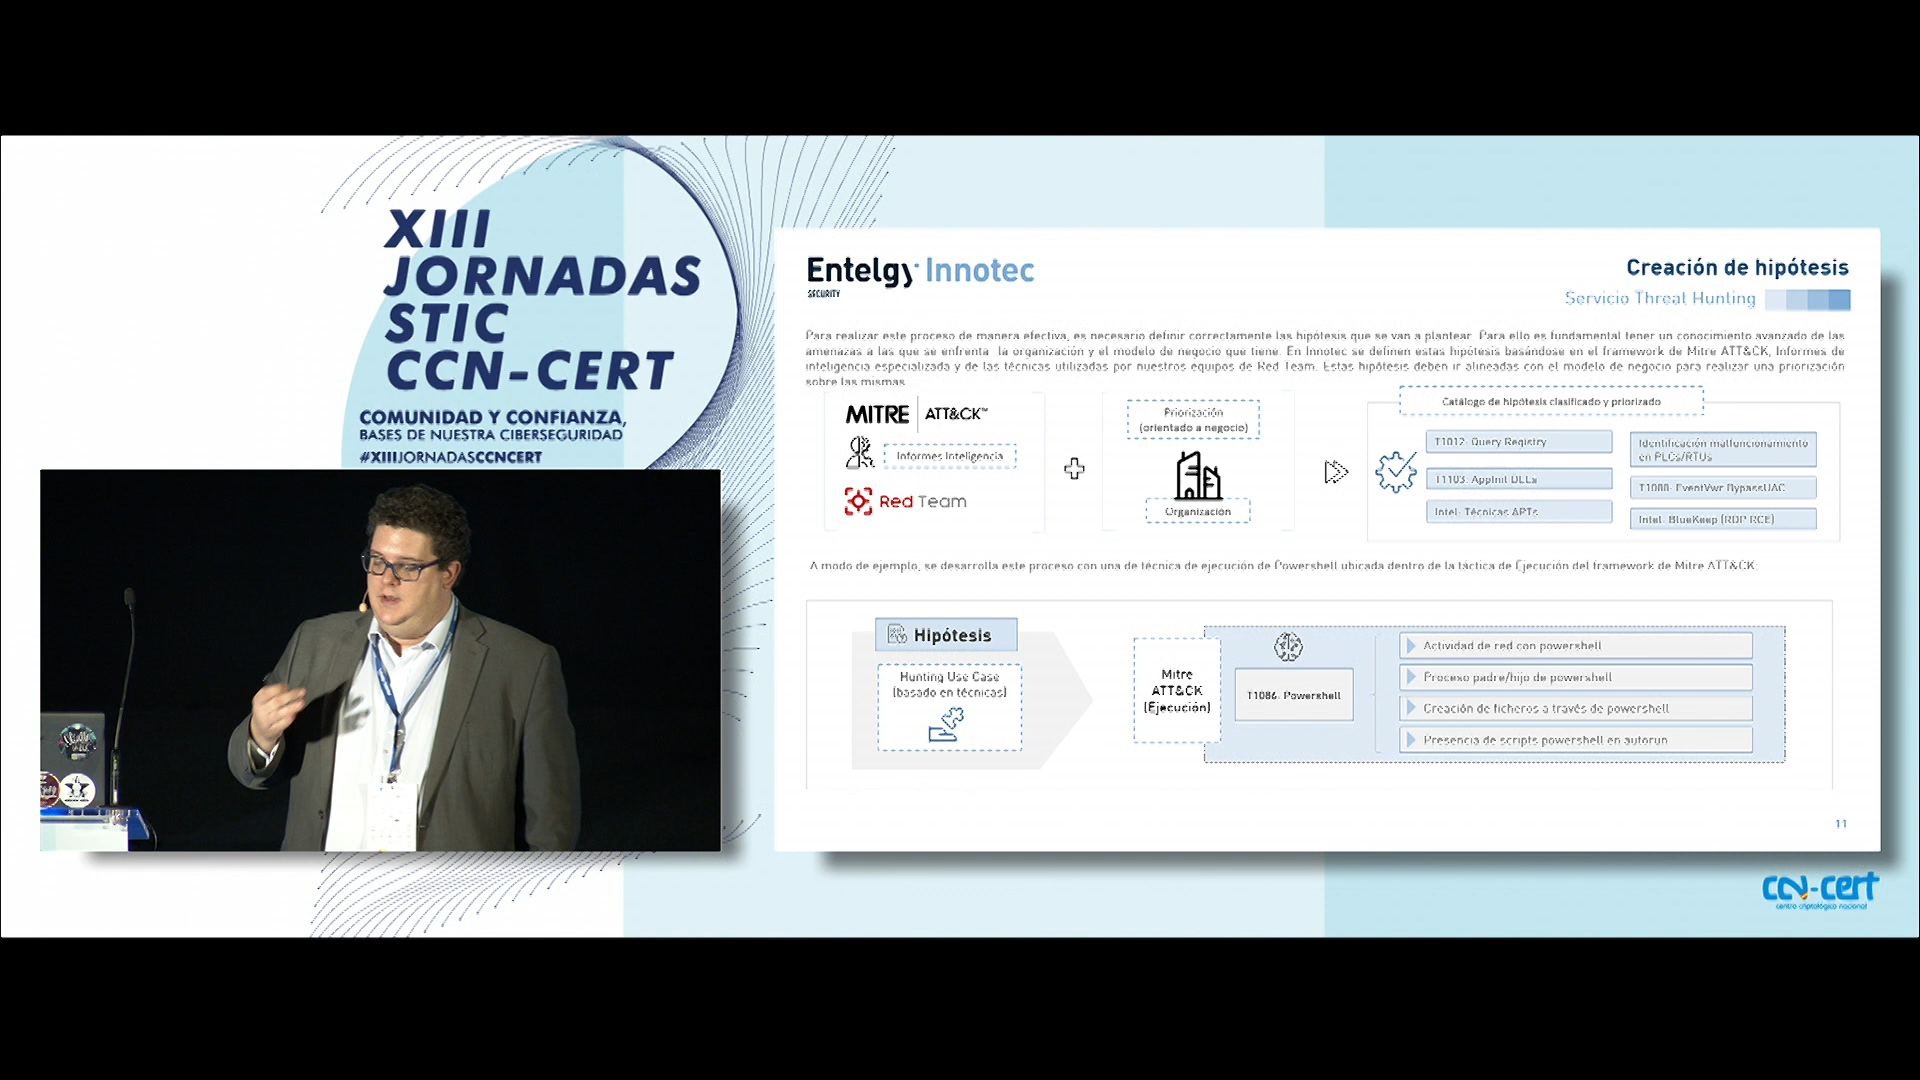 XIII
JORNADAS
STIC
CCN-CERT
COMUNIDAD Y CONFIANZA,
BASES DE NUESTRA CIBERSEGURIDAD
#XIIIJORNADASCCNCERT
Entelgy Innotec
SECURITY
Creación de hipótesis
Servicio Threat Hunting
Para realizar este proceso de manera efectiva, es necesario definir correctamente las hipótesis que se van a plantear. Para ello es fundamental tener un conocimiento avanzado de las
amenazas a las que se enfrenta la organización y el modelo de negocio que tiene. En Innotec se definen estas hipótesis basándose en el framework de Mitre ATT&CK, Informes de
inteligencia especializada y de las técnicas utilizadas por nuestros equipos de Red Team. Estas hipótesis deben ir alineadas con el modelo de negocio para realizar una priorización
sobre las mismas.
MITRE ATT&CK™
Informes Inteligencia
Red Team
Priorización
(orientado a negocio)
Organización
Catálogo de hipótesis clasificado y priorizado
T1012: Query Registry
T1103: AppInit DLLs
Intel- Técnicas APTs
Identificación malfuncionamiento
en PLCs/RTUs
T1088- EventVwr BypassUAC
Intel- BlueKeep (RDP RCE)
A modo de ejemplo, se desarrolla este proceso con una de técnica de ejecución de Powershell ubicada dentro de la táctica de Ejecución del framework de Mitre ATT&CK:
Hipótesis
Hunting Use Case
(basado en técnicas)
Mitre
ATT&CK
(Ejecución)
T1086- Powershell
Actividad de red con powershell
Proceso padre/hijo de powershell
Creación de ficheros a través de powershell
Presencia de scripts powershell en autorun
11
ccn-cert
centro criptológico nacional